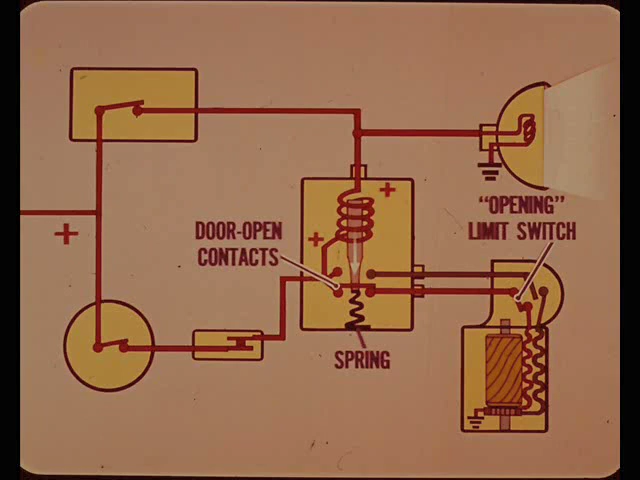 DOOR-OPEN
CONTACTS
"OPENING"
LIMIT SWITCH
SPRING
+
+
+